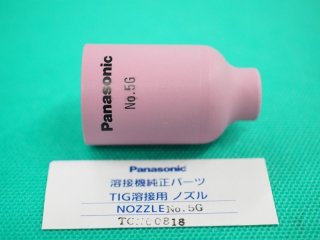 Panasonic
No.5G
Panasonic
溶接機純正パーツ
TIG溶接用 ノズル
NOZZLE No.5G
TGN00818